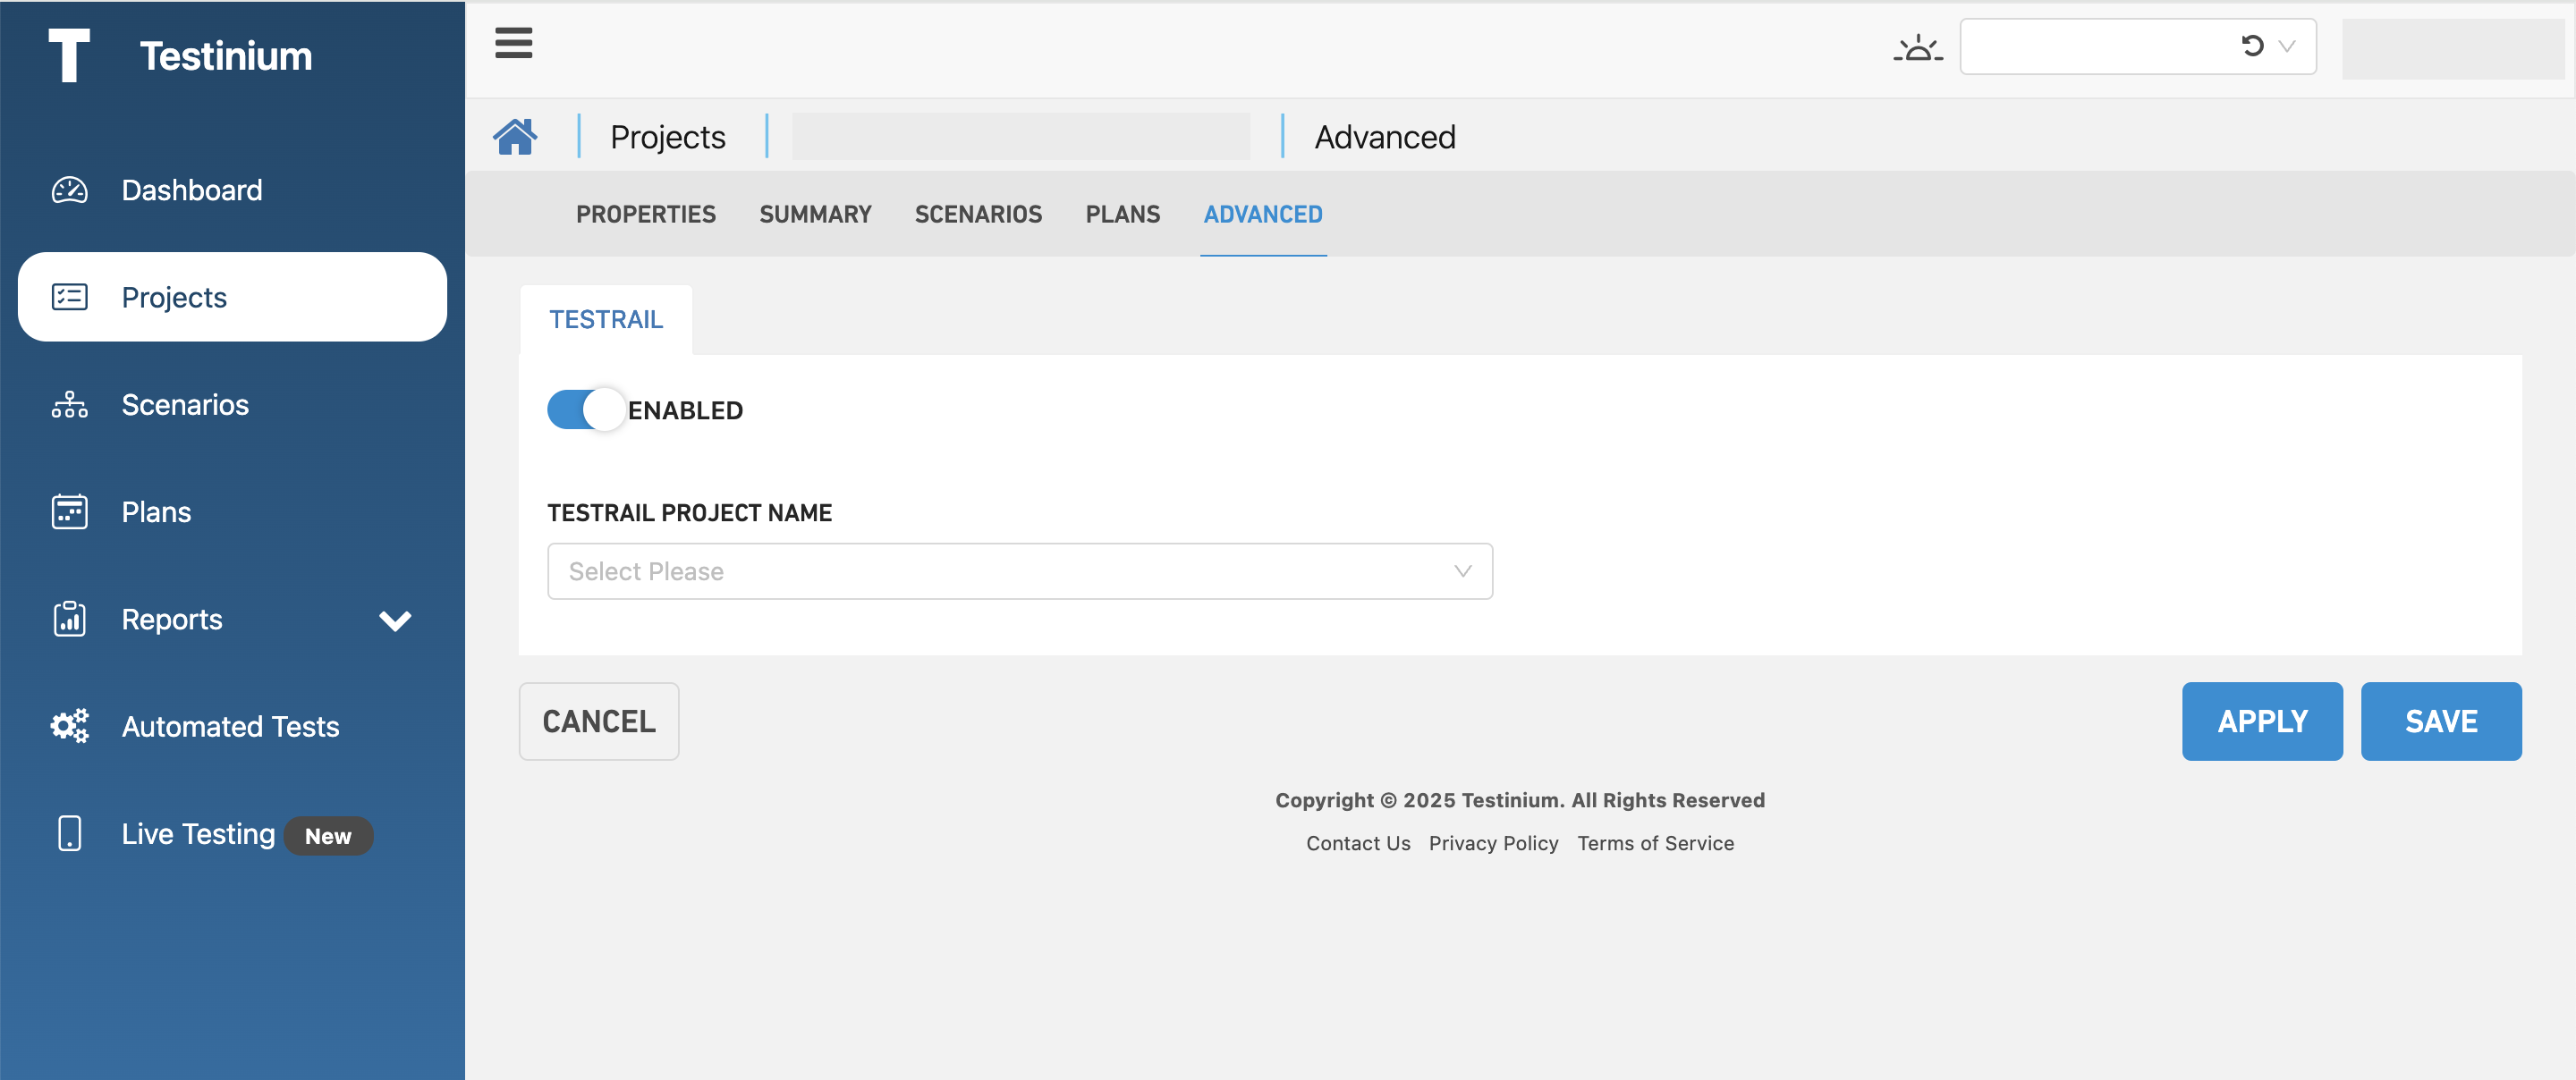 T Testinium
Dashboard
Projects
Scenarios
Plans
Reports
Automated Tests
Live Testing New
Projects
Advanced
PROPERTIES SUMMARY SCENARIOS PLANS ADVANCED
TESTRAIL
ENABLED
TESTRAIL PROJECT NAME
Select Please
CANCEL
APPLY SAVE
Copyright © 2025 Testinium. All Rights Reserved
Contact Us Privacy Policy Terms of Service